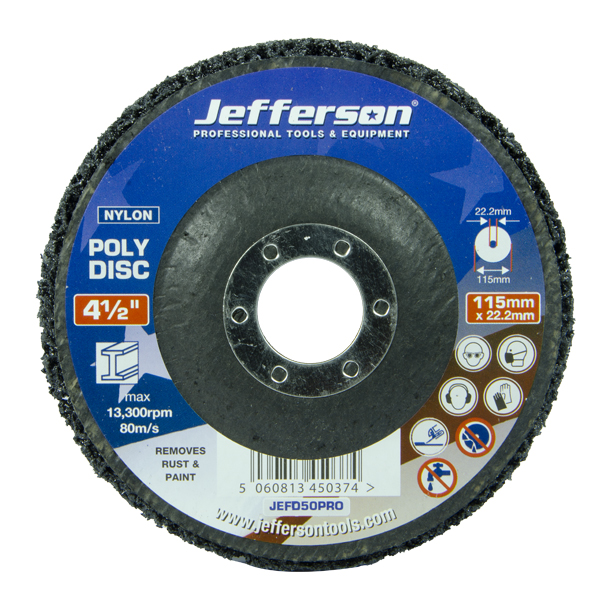 Jefferson®
PROFESSIONAL TOOLS & EQUIPMENT
NYLON
POLY
DISC
4½"
max
13,300rpm
80m/s
REMOVES
RUST &
PAINT
22.2mm
115mm
115mm
x 22.2mm
5 060813 450374 >
JEFD50PRO
www.jeffersontools.com